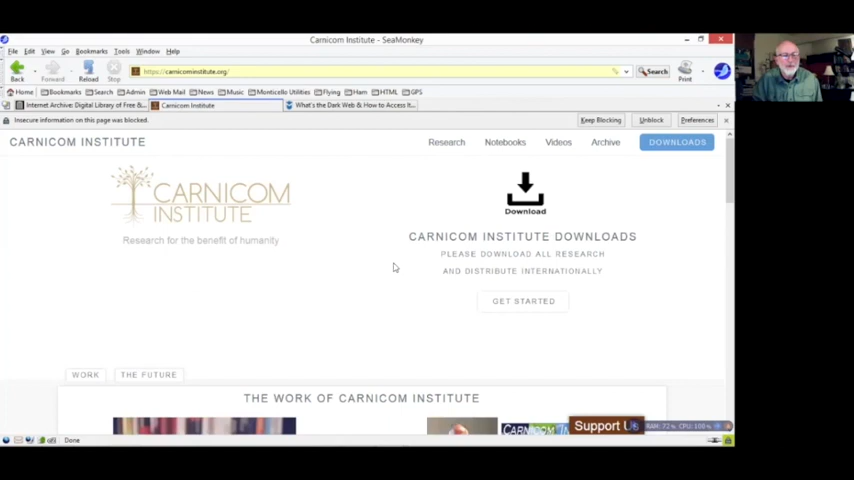 Carnicom Institute - SeaMonkey
File Edit View Go Bookmarks Tools Window Help
Back Forward Reload Stop https://carnicominstitute.org/ Search Print
Home Bookmarks Search Admin Web Mail News Music Monticello Utilities Flying Ham HTML GPS
Internet Archive: Digital Library of Free &... Carnicom Institute What's the Dark Web & How to Access It...
Insecure information on this page was blocked. Keep Blocking Unblock Preferences
CARNICOM INSTITUTE Research Notebooks Videos Archive DOWNLOADS
CARNICOM
INSTITUTE
Research for the benefit of humanity
Download
CARNICOM INSTITUTE DOWNLOADS
PLEASE DOWNLOAD ALL RESEARCH
AND DISTRIBUTE INTERNATIONALLY
GET STARTED
WORK THE FUTURE
THE WORK OF CARNICOM INSTITUTE
Support Us
RAM: 72% CPU: 100%
Done